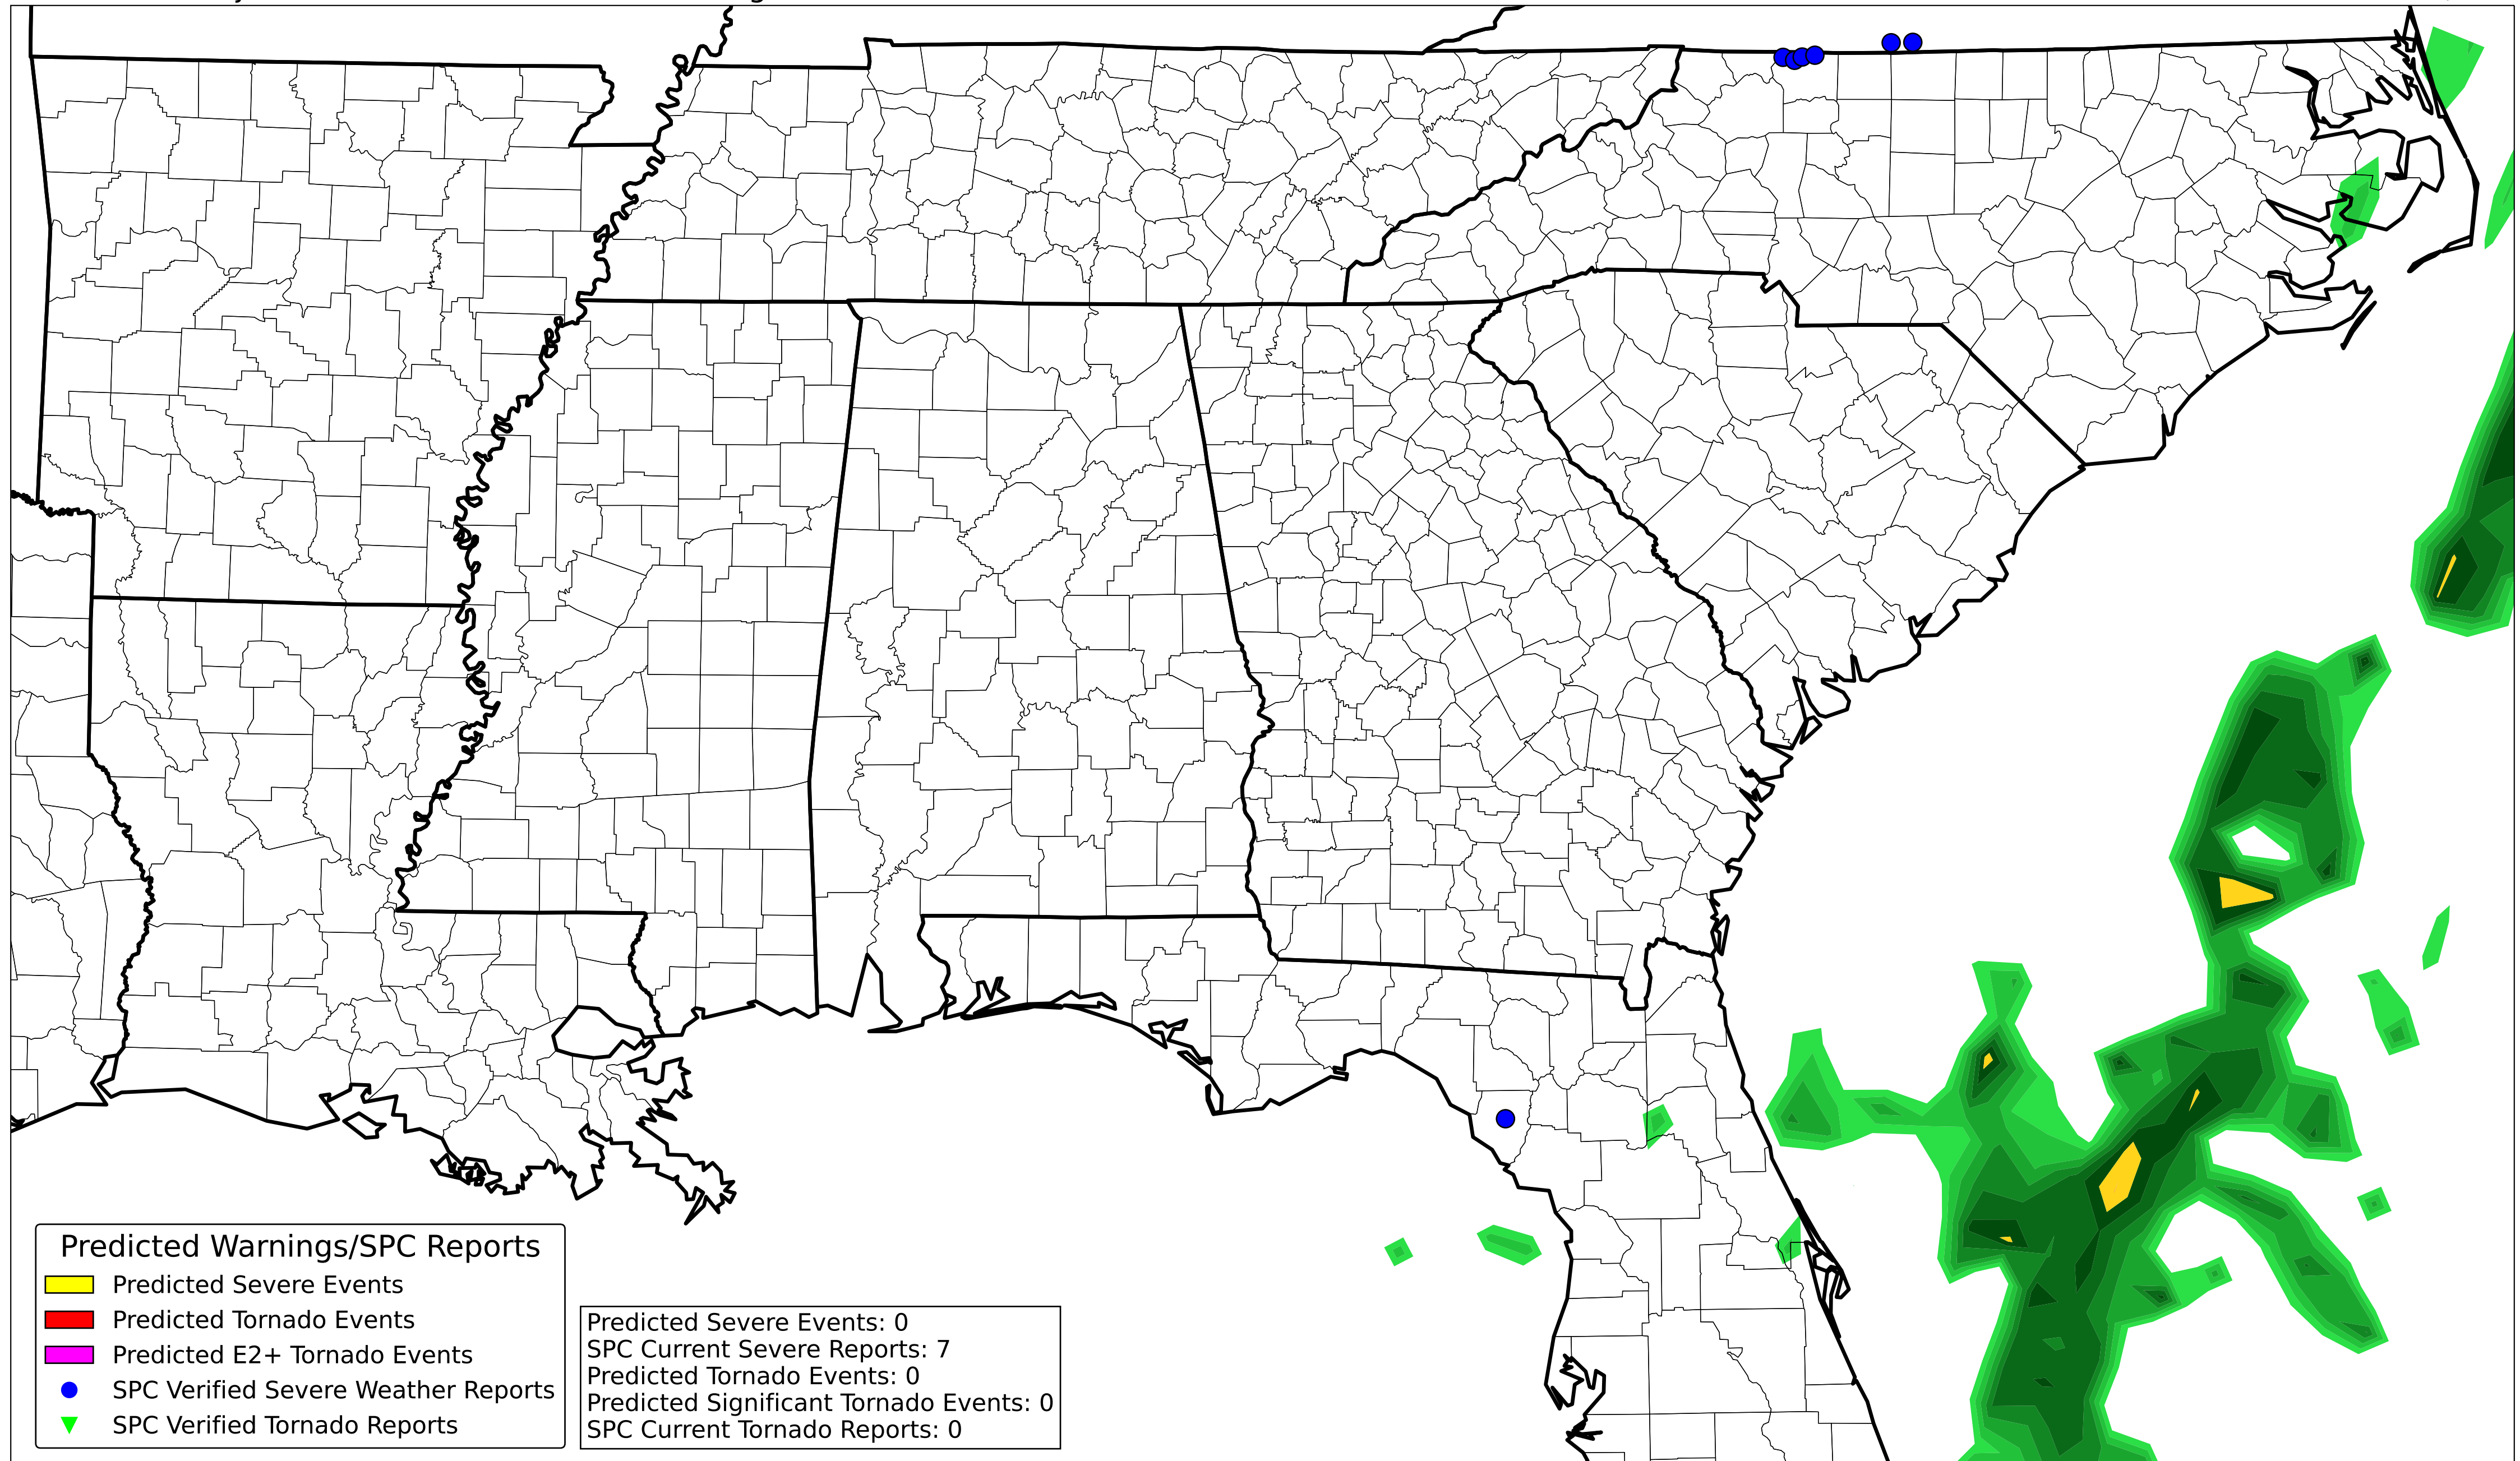 Predicted Warnings/SPC Reports
Predicted Severe Events
Predicted Tornado Events
Predicted E2+ Tornado Events
SPC Verified Severe Weather Reports
SPC Verified Tornado Reports
Predicted Severe Events: 0
SPC Current Severe Reports: 7
Predicted Tornado Events: 0
Predicted Significant Tornado Events: 0
SPC Current Tornado Reports: 0